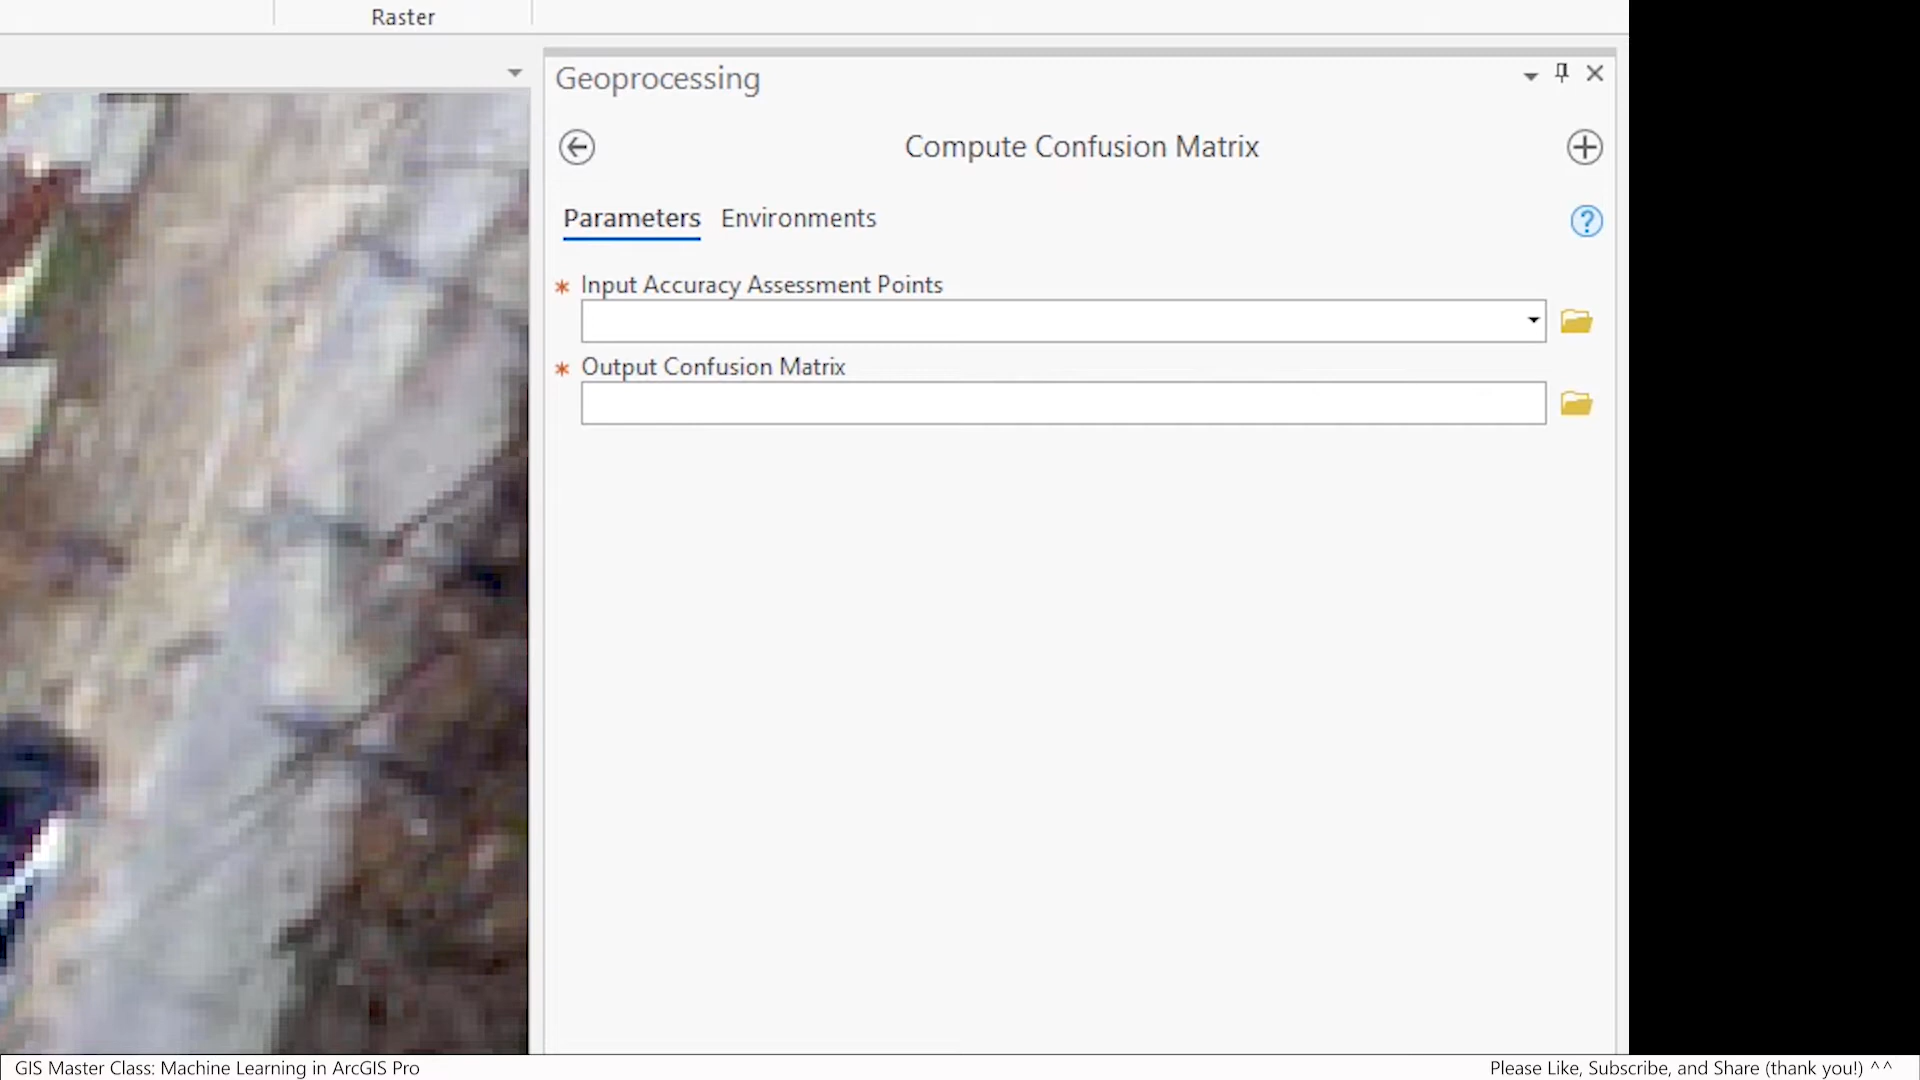 Raster
Geoprocessing
Compute Confusion Matrix
Parameters Environments
* Input Accuracy Assessment Points
* Output Confusion Matrix
GIS Master Class: Machine Learning in ArcGIS Pro
Please Like, Subscribe, and Share (thank you!) ^^